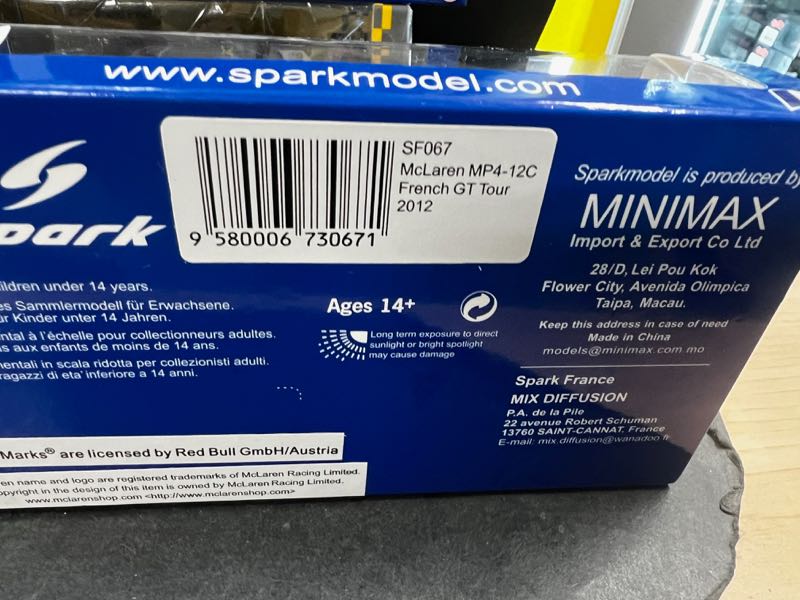 www.sparkmodel.com
SF067
McLaren MP4-12C
French GT Tour
2012
9 580006 730671
Sparkmodel is produced by
MINIMAX
Import & Export Co Ltd
28/D, Lei Pou Kok
Flower City, Avenida Olimpica
Taipa, Macau.
Keep this address in case of need
Made in China
models@minimax.com.mo
Spark France
MIX DIFFUSION
P.A. de la Pile
22 avenue Robert Schuman
13760 SAINT-CANNAT, France
E-mail: mix.diffusion@wanadoo.fr
park
ildren under 14 years.
es Sammlermodell für Erwachsene.
ür Kinder unter 14 Jahren.
ntal à l'échelle pour collectionneurs adultes.
s aux enfants de moins de 14 ans.
mentali in scala ridotta per collezionisti adulti.
ragazzi di eta' inferiore a 14 anni.
Ages 14+
Long term exposure to direct
sunlight or bright spotlight
may cause damage
Marks® are licensed by Red Bull GmbH/Austria
en name and logo are registered trademarks of McLaren Racing Limited.
opyright in the design of this item is owned by McLaren Racing Limited.
www.mclarenshop.com <http://www.mclarenshop.com>